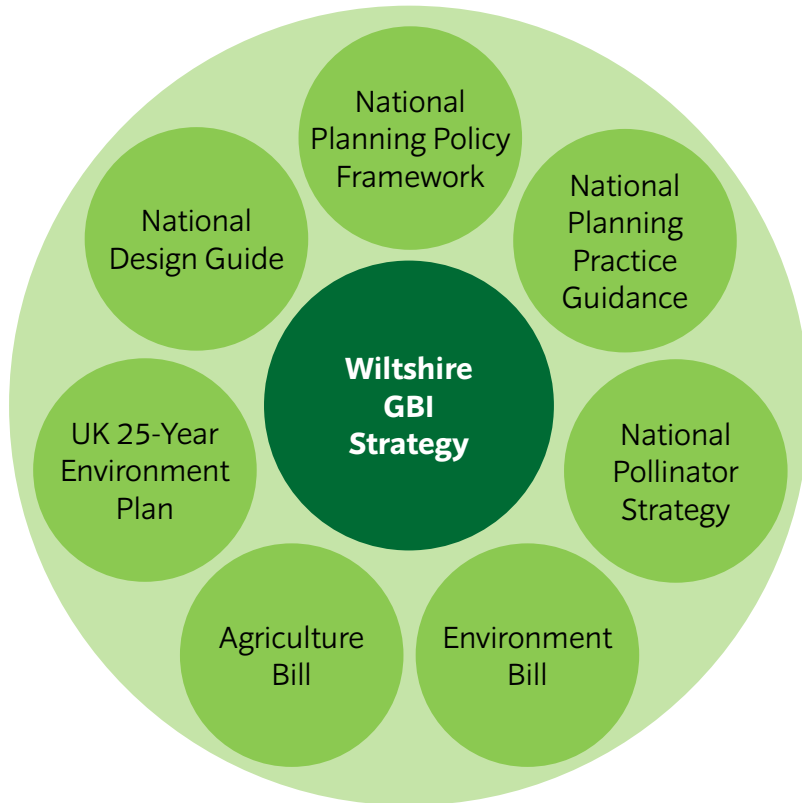 National
Planning Policy
Framework
National
Planning
Practice
Guidance
National
Pollinator
Strategy
Environment
Bill
Agriculture
Bill
UK 25-Year
Environment
Plan
National
Design Guide
Wiltshire
GBI
Strategy